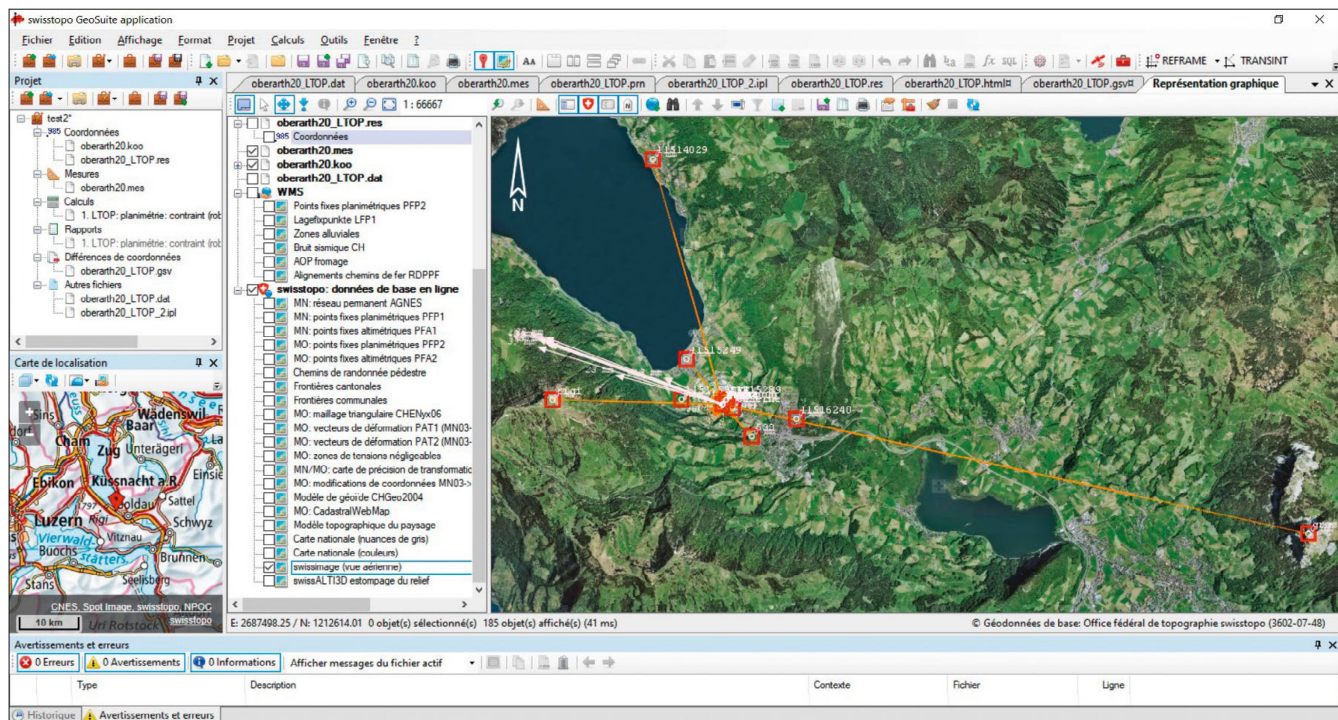 swisstopo GeoSuite application
Fichier Edition Affichage Format Projet Calculs Outils Fenêtre ?
REFRAME TRANSINT
Projet
oberarth20_LTOP.dat oberarth20.koo oberarth20.mes oberarth20_LTOP.prn oberarth20_LTOP_2.ipl oberarth20_LTOP.res oberarth20_LTOP.html¤ oberarth20_LTOP.gsv¤ Représentation graphique
1 : 66667
test2*
985 Coordonnées
oberarth20.koo
oberarth20_LTOP.res
Mesures
oberarth20.mes
Calculs
1. LTOP: planimétrie: contraint (rob
Rapports
1. LTOP: planimétrie: contraint (rob
Différences de coordonnées
oberarth20_LTOP.gsv
Autres fichiers
oberarth20_LTOP.dat
oberarth20_LTOP_2.ipl
Carte de localisation
Sins
Wädenswil
Baar
Cham
Zug
Unterägeri
Ebikon
Küssnacht a.R.
Einsie
Goldau
Sattel
1797
Rigi
Luzern
Vitznau
Schwyz
Vierwald
Buochs
stätters
Brunnen
Stans
Seelisberg
CNES, Spot Image, swisstopo, NPOC
10 km
Uri Rotstock
swisstopo
oberarth20_LTOP.res
985 Coordonnées
oberarth20.mes
oberarth20.koo
oberarth20_LTOP.dat
WMS
Points fixes planimétriques PFP2
Lagefixpunkte LFP1
Zones alluviales
Bruit sismique CH
AOP fromage
Alignements chemins de fer RDPPF
swisstopo: données de base en ligne
MN: réseau permanent AGNES
MN: points fixes planimétriques PFP1
MN: points fixes altimétriques PFA1
MO: points fixes planimétriques PFP2
MO: points fixes altimétriques PFA2
Chemins de randonnée pédestre
Frontières cantonales
Frontières communales
MO: maillage triangulaire CHENyx06
MO: vecteurs de déformation PAT1 (MN03-
MO: vecteurs de déformation PAT2 (MN03-
MO: zones de tensions négligeables
MN/MO: carte de précision de transformatic
MO: modifications de coordonnées MN03->
Modèle de géoïde CHGeo2004
MO: CadastralWebMap
Modèle topographique du paysage
Carte nationale (nuances de gris)
Carte nationale (couleurs)
swissimage (vue aérienne)
swissALTI3D estompage du relief
N
11514029
11515249
11516240
E: 2687498.25 / N: 1212614.01 0 objet(s) sélectionné(s) 185 objet(s) affiché(s) (41 ms)
© Géodonnées de base: Office fédéral de topographie swisstopo (3602-07-48)
Avertissements et erreurs
0 Erreurs 0 Avertissements 0 Informations Afficher messages du fichier actif
Type Description Contexte Fichier Ligne
Historique Avertissements et erreurs